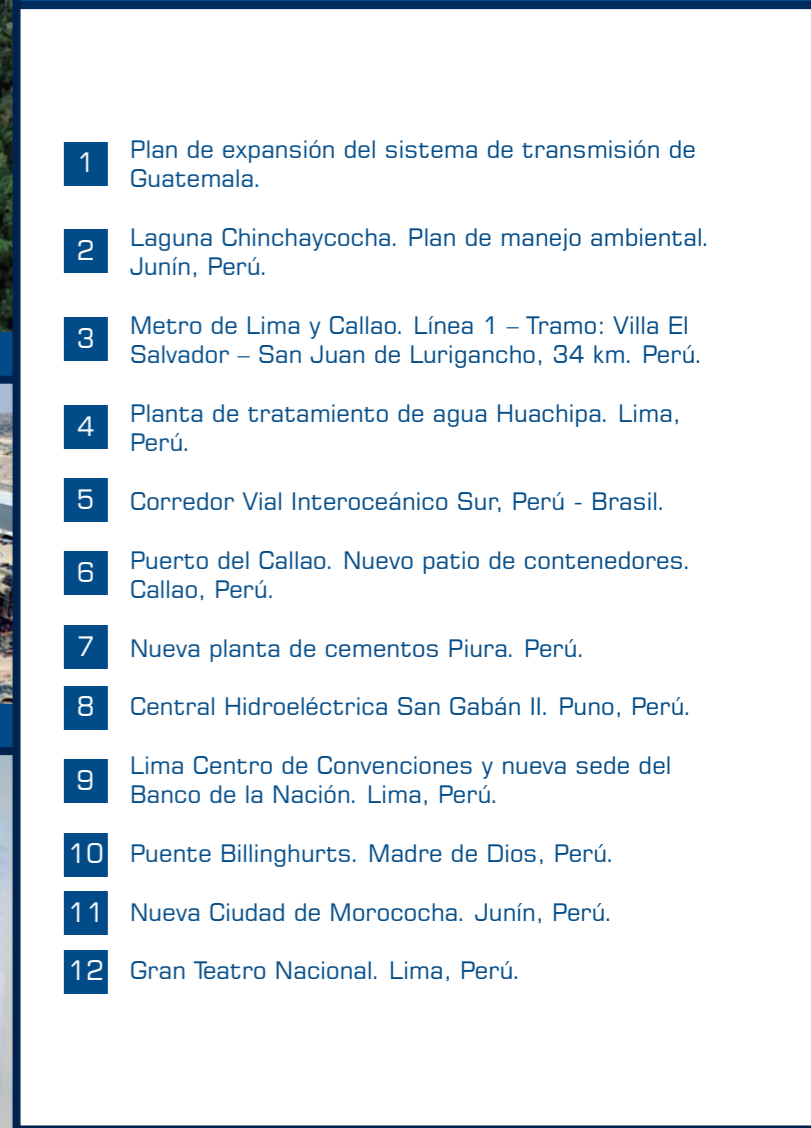 1
Plan de expansión del sistema de transmisión de
Guatemala.
2
Laguna Chinchaycocha. Plan de manejo ambiental.
Junín, Perú.
3
Metro de Lima y Callao. Línea 1 – Tramo: Villa El
Salvador – San Juan de Lurigancho, 34 km. Perú.
4
Planta de tratamiento de agua Huachipa. Lima,
Perú.
5
Corredor Vial Interoceánico Sur, Perú - Brasil.
6
Puerto del Callao. Nuevo patio de contenedores.
Callao, Perú.
7
Nueva planta de cementos Piura. Perú.
8
Central Hidroeléctrica San Gabán II. Puno, Perú.
9
Lima Centro de Convenciones y nueva sede del
Banco de la Nación. Lima, Perú.
10
Puente Billinghurts. Madre de Dios, Perú.
11
Nueva Ciudad de Morococha. Junín, Perú.
12
Gran Teatro Nacional. Lima, Perú.